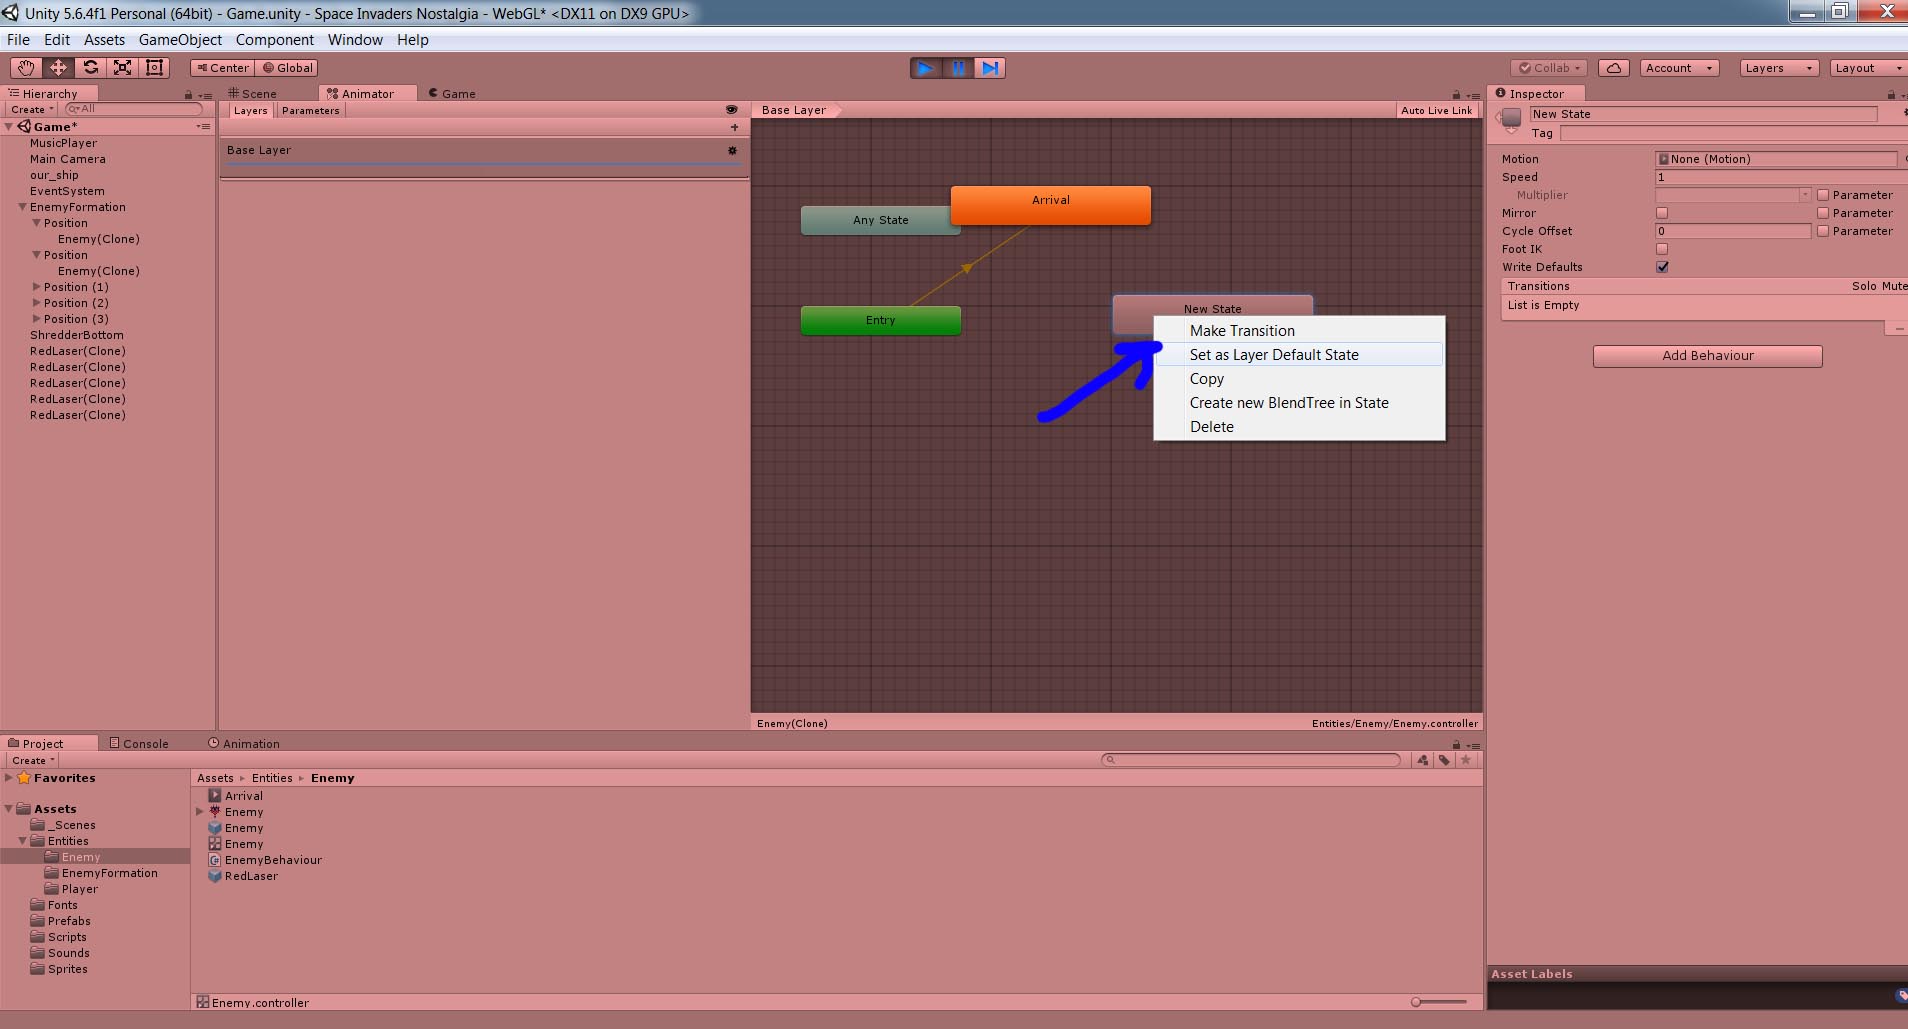 Unity 5.6.4f1 Personal (64bit) - Game.unity - Space Invaders Nostalgia - WebGL* <DX11 on DX9 GPU>
File Edit Assets GameObject Component Window Help
Center Global Collab Account Layers Layout
Hierarchy
Create All
Game*
MusicPlayer
Main Camera
our_ship
EventSystem
EnemyFormation
Position
Enemy(Clone)
Position
Enemy(Clone)
Position (1)
Position (2)
Position (3)
ShredderBottom
RedLaser(Clone)
RedLaser(Clone)
RedLaser(Clone)
RedLaser(Clone)
RedLaser(Clone)
Scene Animator Game
Layers Parameters
Base Layer
Base Layer Auto Live Link
Arrival
Any State
Entry
New State
Make Transition
Set as Layer Default State
Copy
Create new BlendTree in State
Delete
Enemy(Clone) Entities/Enemy/Enemy.controller
Inspector
New State
Tag
Motion None (Motion)
Speed 1
Multiplier Parameter
Mirror Parameter
Cycle Offset 0 Parameter
Foot IK
Write Defaults
Transitions Solo Mute
List is Empty
Add Behaviour
Asset Labels
Project Console Animation
Create
Favorites
Assets
_Scenes
Entities
Enemy
EnemyFormation
Player
Fonts
Prefabs
Scripts
Sounds
Sprites
Assets Entities Enemy
Arrival
Enemy
Enemy
Enemy
EnemyBehaviour
RedLaser
Enemy.controller